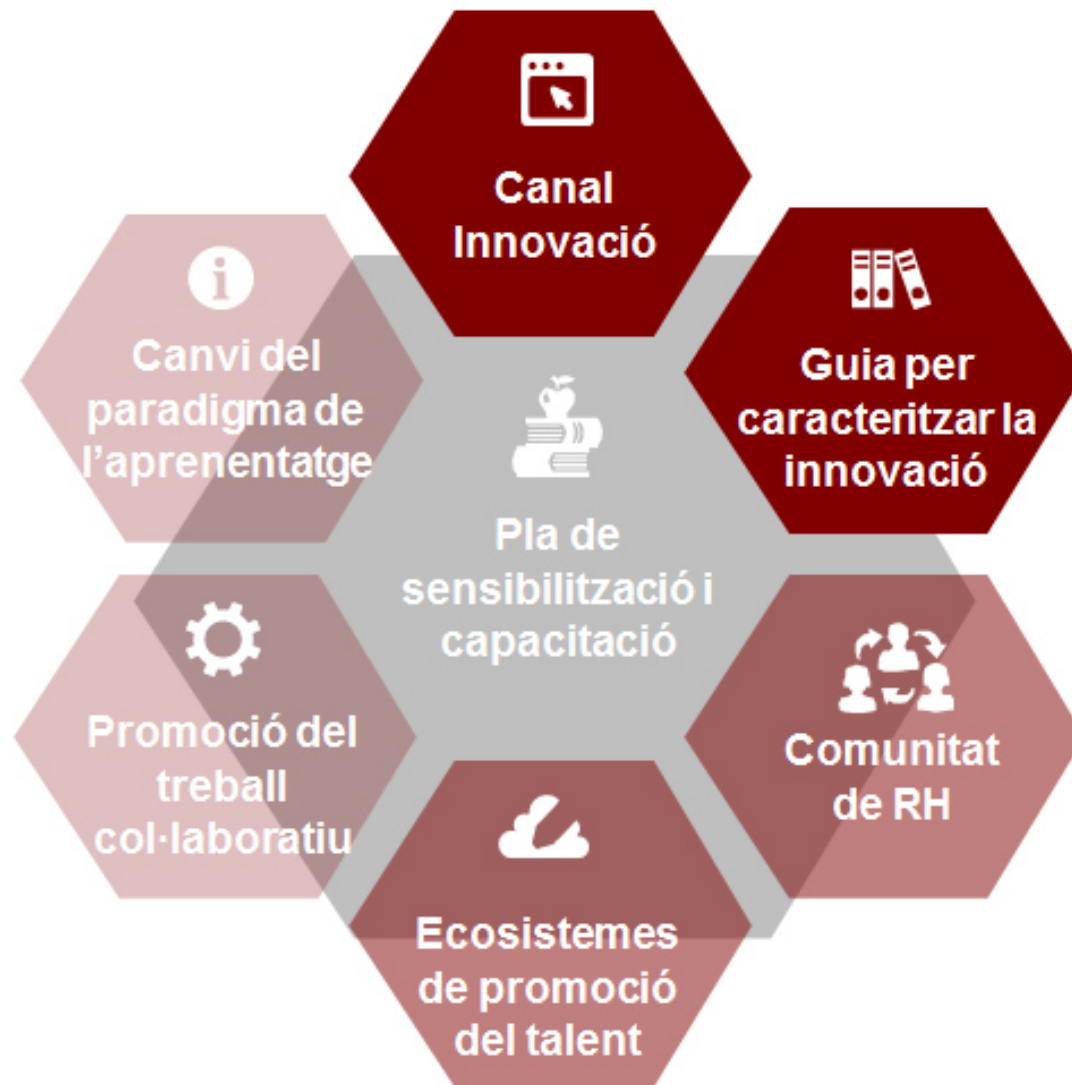 Canal
Innovació
Guia per
caracteritzar la
innovació
Canvi del
paradigma de
l'aprenentatge
Pla de
sensibilització i
capacitació
Comunitat
de RH
Promoció del
treball
col·laboratiu
Ecosistemes
de promoció
del talent